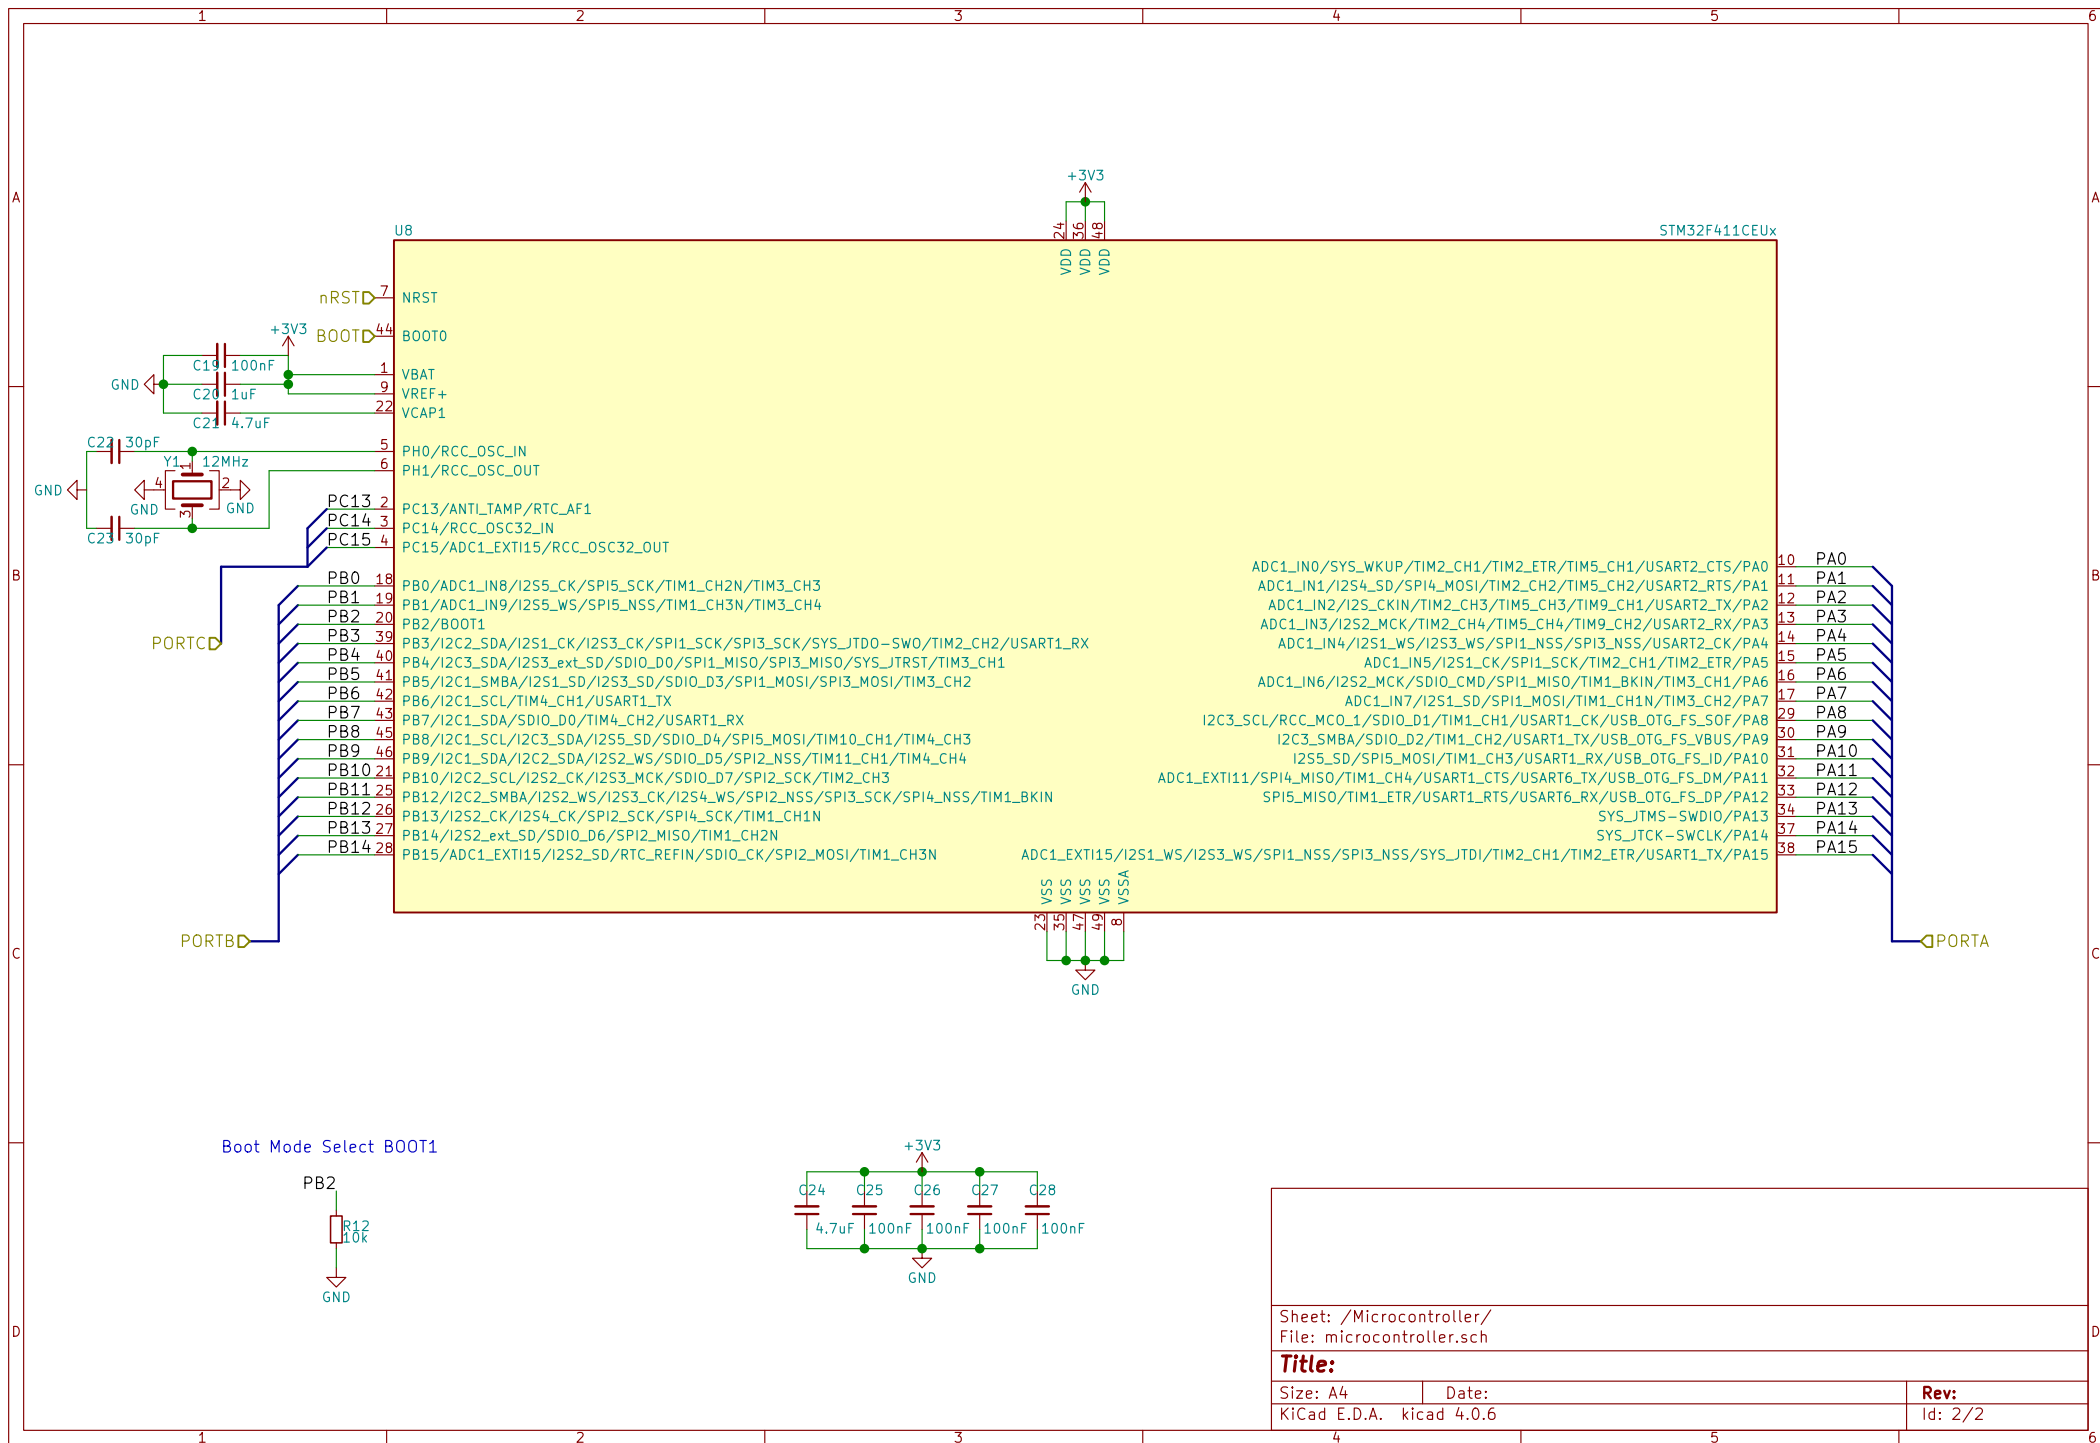 1 2 3 4 5 6
A
A
B
B
C
C
D
D
+3V3
24 36 48
VDD VDD VDD
U8
STM32F411CEUx
nRST 7 NRST
BOOT 44 BOOT0
+3V3
C19 100nF
GND
C20 1uF
C21 4.7uF
1 VBAT
9 VREF+
22 VCAP1
C22 30pF
5 PH0/RCC_OSC_IN
Y1 12MHz
6 PH1/RCC_OSC_OUT
GND
1
4 2
3
GND GND
C23 30pF
PC13 2 PC13/ANTI_TAMP/RTC_AF1
PC14 3 PC14/RCC_OSC32_IN
PC15 4 PC15/ADC1_EXTI15/RCC_OSC32_OUT
PORTC
PB0 18 PB0/ADC1_IN8/I2S5_CK/SPI5_SCK/TIM1_CH2N/TIM3_CH3
PB1 19 PB1/ADC1_IN9/I2S5_WS/SPI5_NSS/TIM1_CH3N/TIM3_CH4
PB2 20 PB2/BOOT1
PB3 39 PB3/I2C2_SDA/I2S1_CK/I2S3_CK/SPI1_SCK/SPI3_SCK/SYS_JTDO-SWO/TIM2_CH2/USART1_RX
PB4 40 PB4/I2C3_SDA/I2S3_ext_SD/SDIO_D0/SPI1_MISO/SPI3_MISO/SYS_JTRST/TIM3_CH1
PB5 41 PB5/I2C1_SMBA/I2S1_SD/I2S3_SD/SDIO_D3/SPI1_MOSI/SPI3_MOSI/TIM3_CH2
PB6 42 PB6/I2C1_SCL/TIM4_CH1/USART1_TX
PB7 43 PB7/I2C1_SDA/SDIO_D0/TIM4_CH2/USART1_RX
PB8 45 PB8/I2C1_SCL/I2C3_SDA/I2S5_SD/SDIO_D4/SPI5_MOSI/TIM10_CH1/TIM4_CH3
PB9 46 PB9/I2C1_SDA/I2C2_SDA/I2S2_WS/SDIO_D5/SPI2_NSS/TIM11_CH1/TIM4_CH4
PB10 21 PB10/I2C2_SCL/I2S2_CK/I2S3_MCK/SDIO_D7/SPI2_SCK/TIM2_CH3
PB11 25 PB12/I2C2_SMBA/I2S2_WS/I2S3_CK/I2S4_WS/SPI2_NSS/SPI3_SCK/SPI4_NSS/TIM1_BKIN
PB12 26 PB13/I2S2_CK/I2S4_CK/SPI2_SCK/SPI4_SCK/TIM1_CH1N
PB13 27 PB14/I2S2_ext_SD/SDIO_D6/SPI2_MISO/TIM1_CH2N
PB14 28 PB15/ADC1_EXTI15/I2S2_SD/RTC_REFIN/SDIO_CK/SPI2_MOSI/TIM1_CH3N
PORTB
ADC1_IN0/SYS_WKUP/TIM2_CH1/TIM2_ETR/TIM5_CH1/USART2_CTS/PA0 10 PA0
ADC1_IN1/I2S4_SD/SPI4_MOSI/TIM2_CH2/TIM5_CH2/USART2_RTS/PA1 11 PA1
ADC1_IN2/I2S_CKIN/TIM2_CH3/TIM5_CH3/TIM9_CH1/USART2_TX/PA2 12 PA2
ADC1_IN3/I2S2_MCK/TIM2_CH4/TIM5_CH4/TIM9_CH2/USART2_RX/PA3 13 PA3
ADC1_IN4/I2S1_WS/I2S3_WS/SPI1_NSS/SPI3_NSS/USART2_CK/PA4 14 PA4
ADC1_IN5/I2S1_CK/SPI1_SCK/TIM2_CH1/TIM2_ETR/PA5 15 PA5
ADC1_IN6/I2S2_MCK/SDIO_CMD/SPI1_MISO/TIM1_BKIN/TIM3_CH1/PA6 16 PA6
ADC1_IN7/I2S1_SD/SPI1_MOSI/TIM1_CH1N/TIM3_CH2/PA7 17 PA7
I2C3_SCL/RCC_MCO_1/SDIO_D1/TIM1_CH1/USART1_CK/USB_OTG_FS_SOF/PA8 29 PA8
I2C3_SMBA/SDIO_D2/TIM1_CH2/USART1_TX/USB_OTG_FS_VBUS/PA9 30 PA9
I2S5_SD/SPI5_MOSI/TIM1_CH3/USART1_RX/USB_OTG_FS_ID/PA10 31 PA10
ADC1_EXTI11/SPI4_MISO/TIM1_CH4/USART1_CTS/USART6_TX/USB_OTG_FS_DM/PA11 32 PA11
SPI5_MISO/TIM1_ETR/USART1_RTS/USART6_RX/USB_OTG_FS_DP/PA12 33 PA12
SYS_JTMS-SWDIO/PA13 34 PA13
SYS_JTCK-SWCLK/PA14 37 PA14
ADC1_EXTI15/I2S1_WS/I2S3_WS/SPI1_NSS/SPI3_NSS/SYS_JTDI/TIM2_CH1/TIM2_ETR/USART1_TX/PA15 38 PA15
PORTA
VSS VSS VSS VSS VSSA
23 35 47 49 8
GND
Boot Mode Select BOOT1
PB2
R12
10k
GND
+3V3
C24 C25 C26 C27 C28
4.7uF 100nF 100nF 100nF 100nF
GND
Sheet: /Microcontroller/
File: microcontroller.sch
Title:
Size: A4 Date: Rev:
KiCad E.D.A. kicad 4.0.6 Id: 2/2
1 2 3 4 5 6